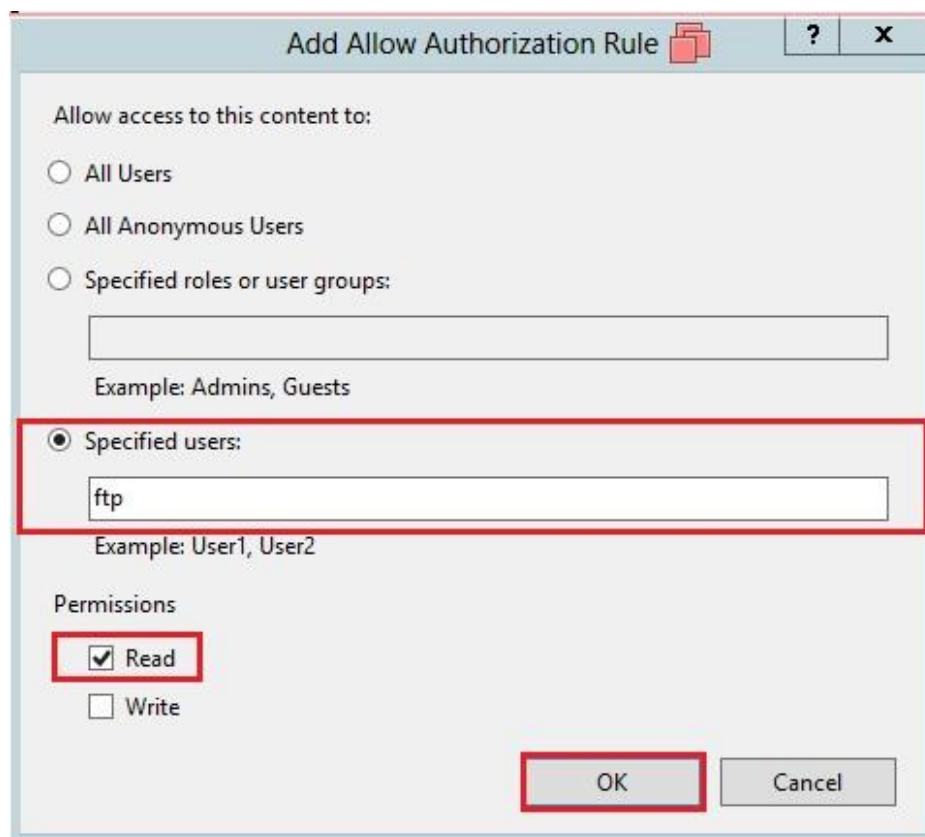 Add Allow Authorization Rule
? x
Allow access to this content to:
All Users
All Anonymous Users
Specified roles or user groups:
Example: Admins, Guests
Specified users:
ftp
Example: User1, User2
Permissions
Read
Write
OK Cancel